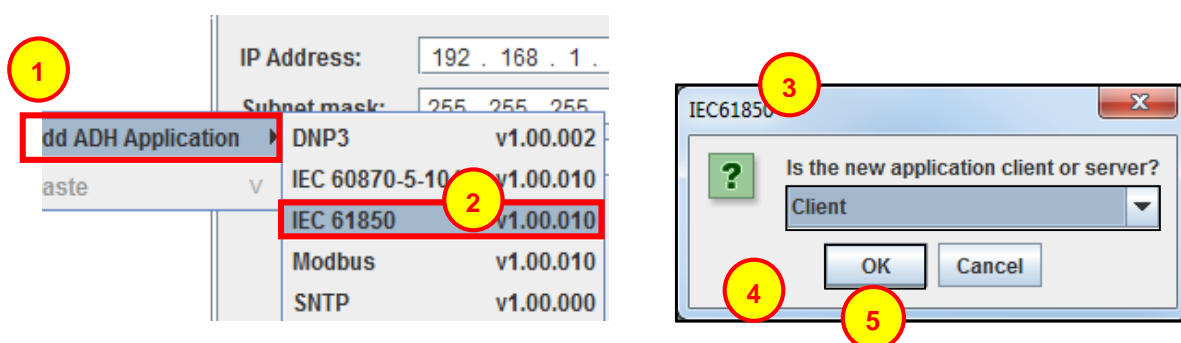 1
IP Address: 192 . 168 . 1 .
Subnet mask: 255 255 255
dd ADH Application
aste V
DNP3 v1.00.002
IEC 60870-5-10 v1.00.010
2
IEC 61850 v1.00.010
Modbus v1.00.010
SNTP v1.00.000
3
IEC61850
Is the new application client or server?
Client
OK Cancel
4
5